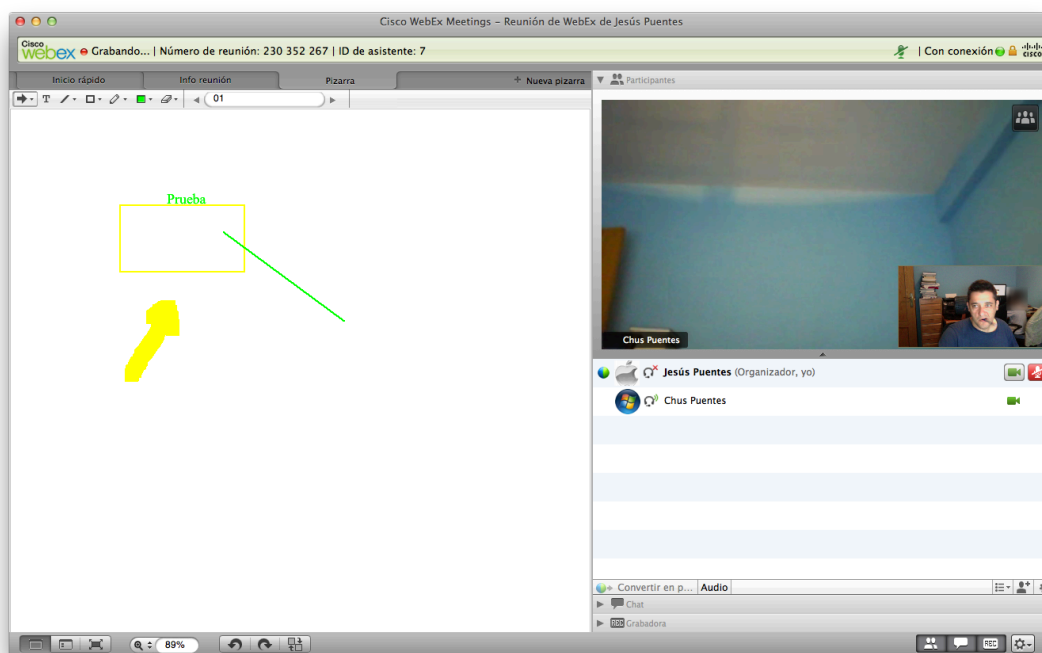 Cisco WebEx Meetings – Reunión de WebEx de Jesús Puentes
Cisco webex Grabando... | Número de reunión: 230 352 267 | ID de asistente: 7
| Con conexión
CISCO
Inicio rápido
Info reunión
Pizarra
+ Nueva pizarra
Participantes
T
01
Prueba
Chus Puentes
Jesús Puentes (Organizador, yo)
Chus Puentes
Convertir en p...
Audio
Chat
REC Grabadora
89%
REC